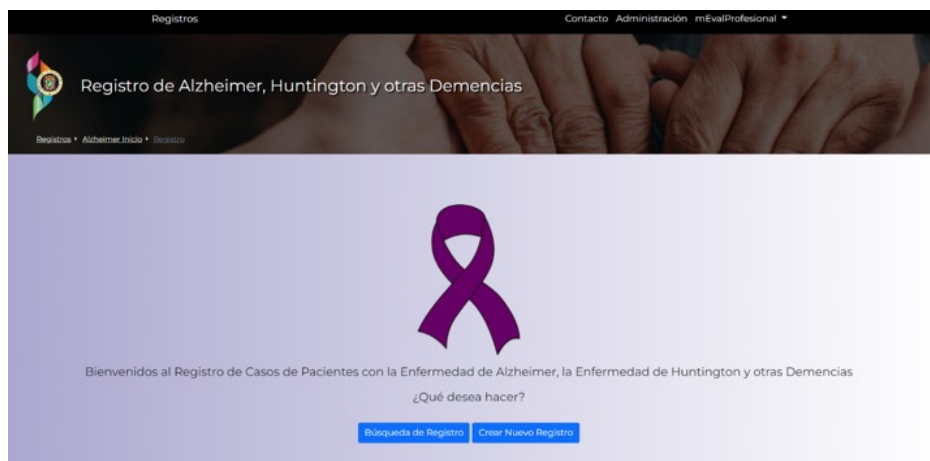 Registros
Contacto Administración mEvalProfesional
Registro de Alzheimer, Huntington y otras Demencias
Registros Alzheimer Inicio Registro
Bienvenidos al Registro de Casos de Pacientes con la Enfermedad de Alzheimer, la Enfermedad de Huntington y otras Demencias
¿Qué desea hacer?
Búsqueda de Registro Crear Nuevo Registro